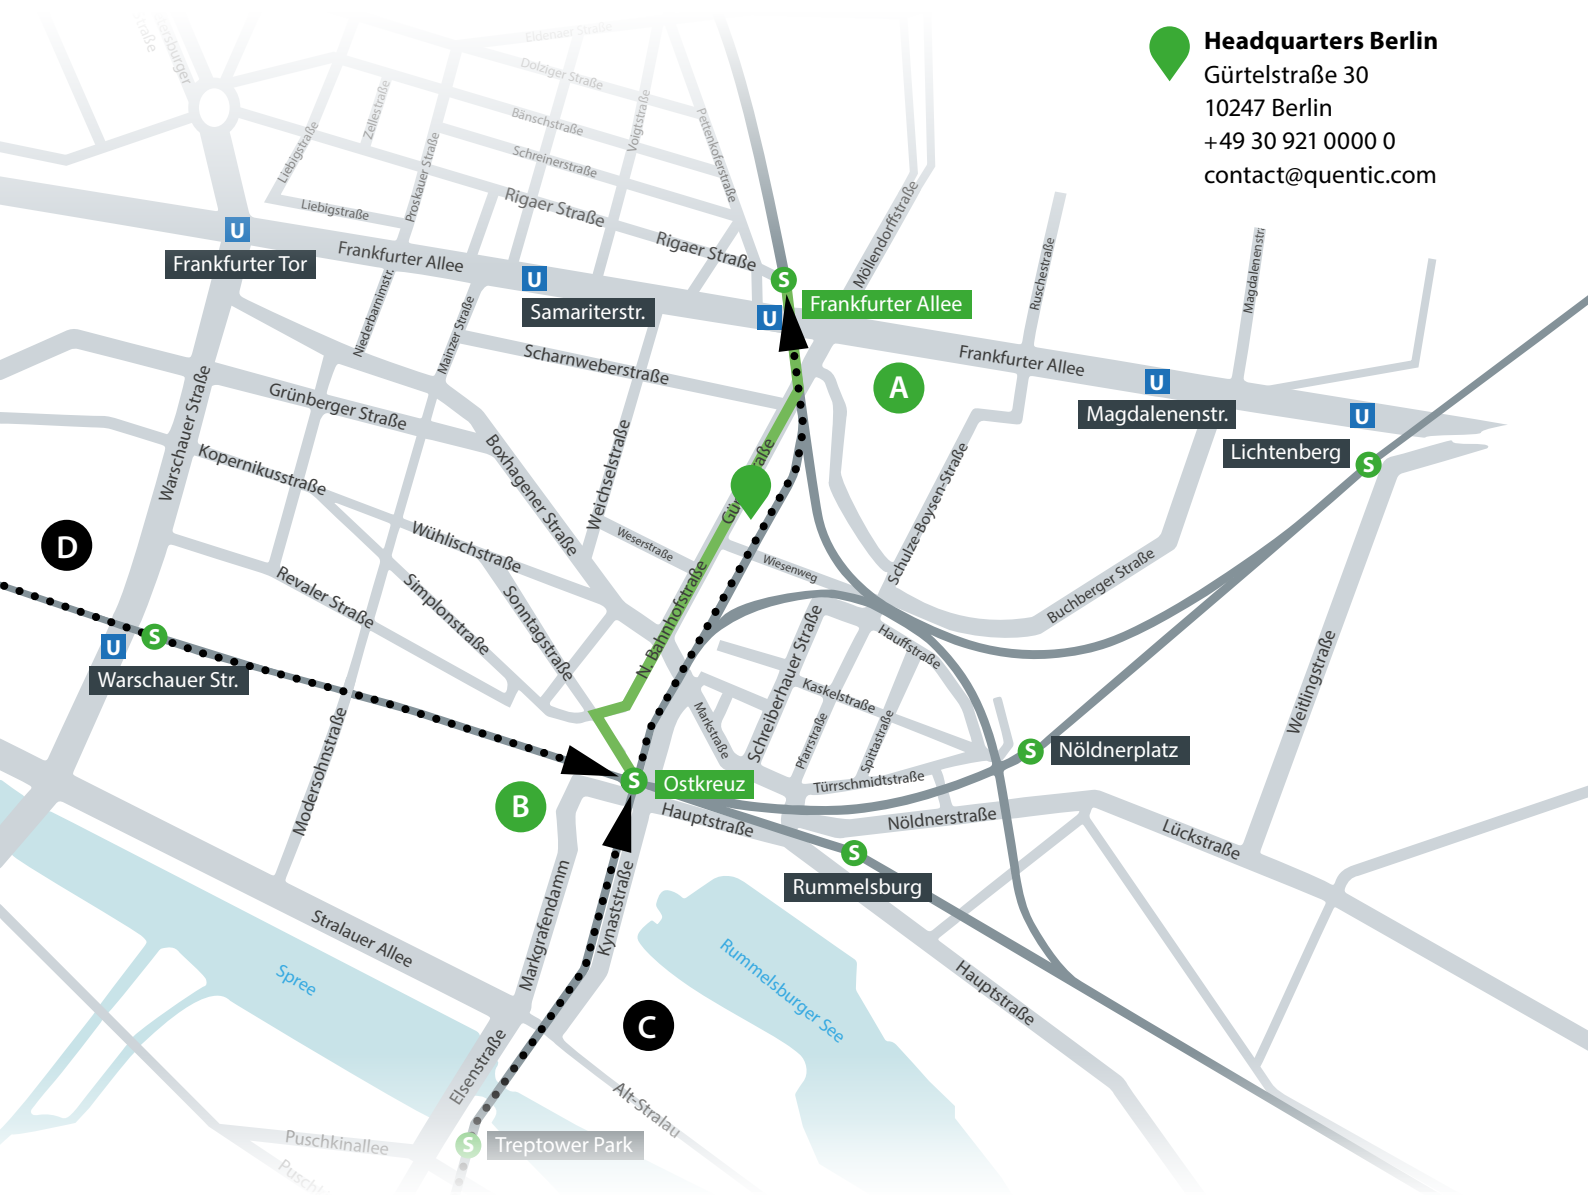 Headquarters Berlin
Gürtelstraße 30
10247 Berlin
+49 30 921 0000 0
contact@quentic.com
Eldenaer Straße
Dolziger Straße
Zellestraße
Bänschstraße
Voigtstraße
Pettenkoferstraße
Liebigstraße
Schreinerstraße
Proskauer Straße
Liebigstraße
Rigaer Straße
Rigaer Straße
Möllendorffstraße
Ruschestraße
U
Frankfurter Tor
Frankfurter Allee
U
Samariterstr.
S
Frankfurter Allee
U
Niederbarnimstr.
Mainzer Straße
Scharnweberstraße
Frankfurter Allee
A
U
Magdalenenstr.
U
Lichtenberg
S
Warschauer Straße
Grünberger Straße
Kopernikusstraße
Boxhagener Straße
Weichselstraße
Schulze-Boysen-Straße
D
Wühlischstraße
Weserstraße
Wiesenweg
Revaler Straße
Simplonstraße
Sonntagstraße
N. Bahnhofstraße
Buchberger Straße
U
S
Warschauer Str.
Schreiberhauer Straße
Hauffstraße
Kaskelstraße
Weitlingstraße
Markstraße
Pfarrstraße
Spittastraße
S
Nöldnerplatz
Modersohnstraße
S
Ostkreuz
Türrschmidtstraße
B
Hauptstraße
Nöldnerstraße
Lückstraße
S
Rummelsburg
Markgrafendamm
Kynaststraße
Stralauer Allee
Spree
Rummelsburger See
Hauptstraße
C
Elsenstraße
Alt-Stralau
S
Treptower Park
Puschkinallee